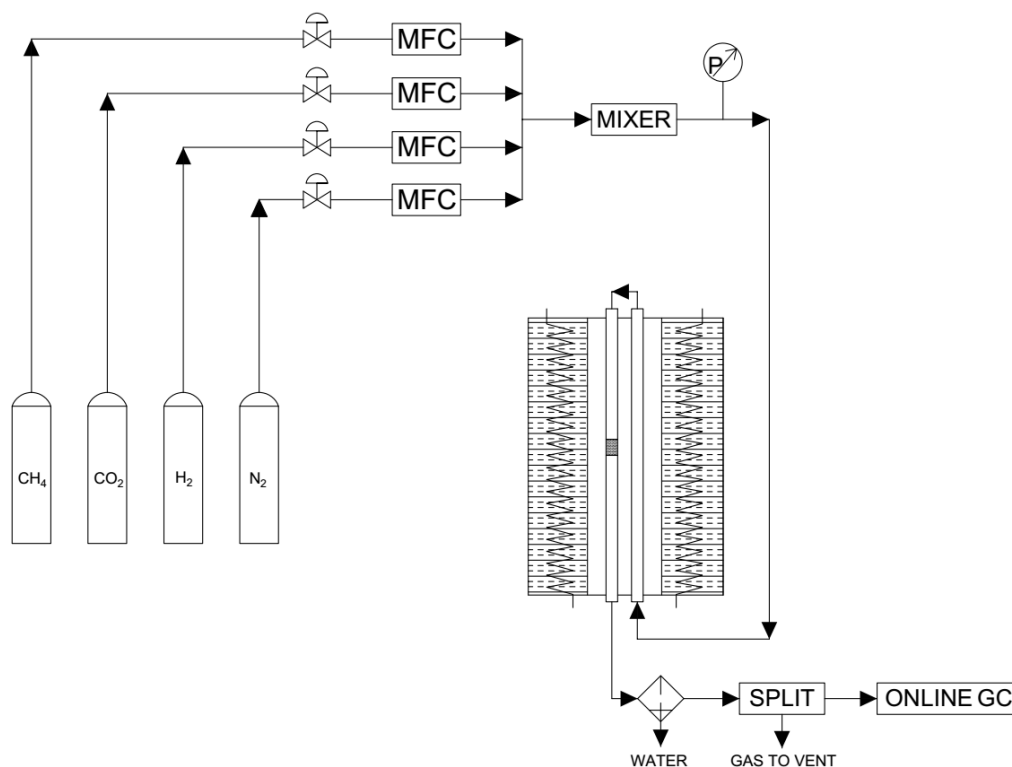 MFC
MFC
MFC
MFC
P
MIXER
CH₄
CO₂
H₂
N₂
SPLIT
ONLINE GC
WATER
GAS TO VENT